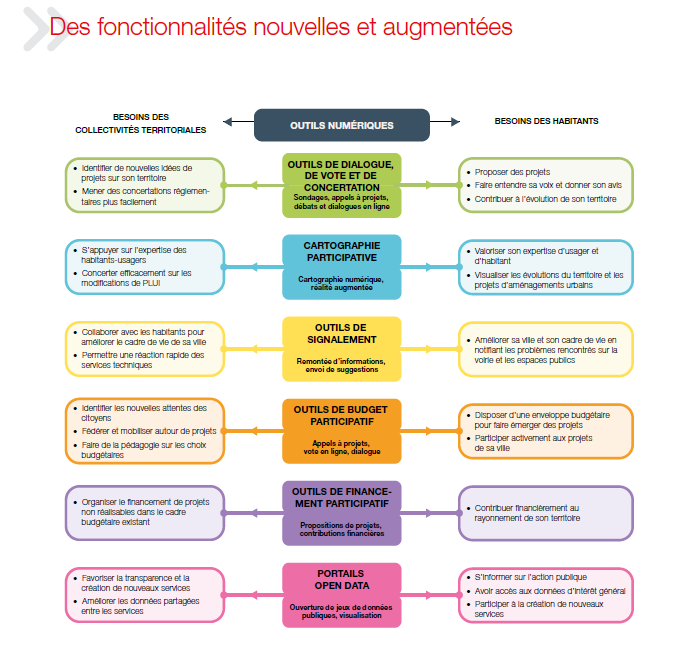 Des fonctionnalités nouvelles et augmentées
BESOINS DES
COLLECTIVITÉS TERRITORIALES
OUTILS NUMÉRIQUES
BESOINS DES HABITANTS
• Identifier de nouvelles idées de
projets sur son territoire
• Mener des concertations réglemen-
taires plus facilement
OUTILS DE DIALOGUE,
DE VOTE ET DE
CONCERTATION
Sondages, appels à projets,
débats et dialogues en ligne
• Proposer des projets
• Faire entendre sa voix et donner son avis
• Contribuer à l'évolution de son territoire
• S'appuyer sur l'expertise des
habitants-usagers
• Concerter efficacement sur les
modifications de PLUI
CARTOGRAPHIE
PARTICIPATIVE
Cartographie numérique,
réalité augmentée
• Valoriser son expertise d'usager et
d'habitant
• Visualiser les évolutions du territoire et les
projets d'aménagements urbains
• Collaborer avec les habitants pour
améliorer le cadre de vie de sa ville
• Permettre une réaction rapide des
services techniques
OUTILS DE
SIGNALEMENT
Remontée d'informations,
envoi de suggestions
• Améliorer sa ville et son cadre de vie en
notifiant les problèmes rencontrés sur la
voirie et les espaces publics
• Identifier les nouvelles attentes des
citoyens
• Fédérer et mobiliser autour de projets
• Faire de la pédagogie sur les choix
budgétaires
OUTILS DE BUDGET
PARTICIPATIF
Appels à projets,
vote en ligne, dialogue
• Disposer d'une enveloppe budgétaire
pour faire émerger des projets
• Participer activement aux projets
de sa ville
• Organiser le financement de projets
non réalisables dans le cadre
budgétaire existant
OUTILS DE FINANCE-
MENT PARTICIPATIF
Propositions de projets,
contributions financières
• Contribuer financièrement au
rayonnement de son territoire
• Favoriser la transparence et la
création de nouveaux services
• Améliorer les données partagées
entre les services
PORTAILS
OPEN DATA
Ouverture de jeux de données
publiques, visualisation
• S'informer sur l'action publique
• Avoir accès aux données d'intérêt général
• Participer à la création de nouveaux
services